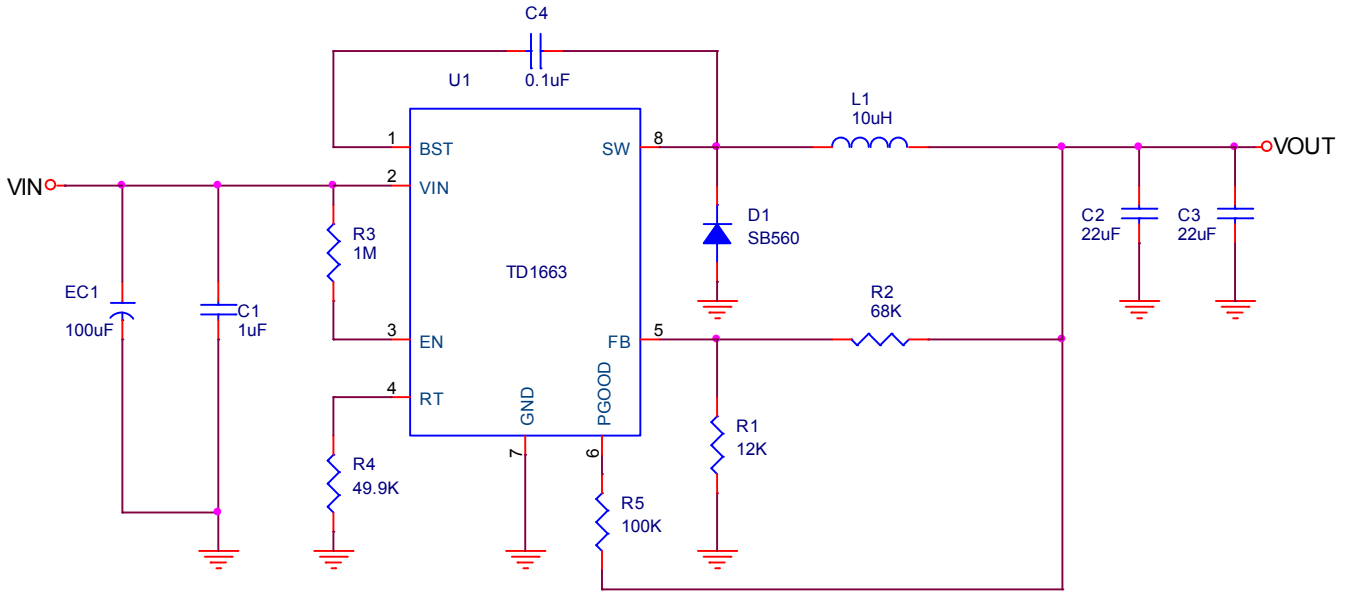 C4
0.1uF
U1
1
BST
SW
8
L1
10uH
VOUT
VIN
2
VIN
R3
1M
D1
SB560
C2
22uF
C3
22uF
TD1663
EC1
100uF
C1
1uF
3
EN
R2
68K
FB
5
4
RT
GND
7
PGOOD
6
R1
12K
R4
49.9K
R5
100K